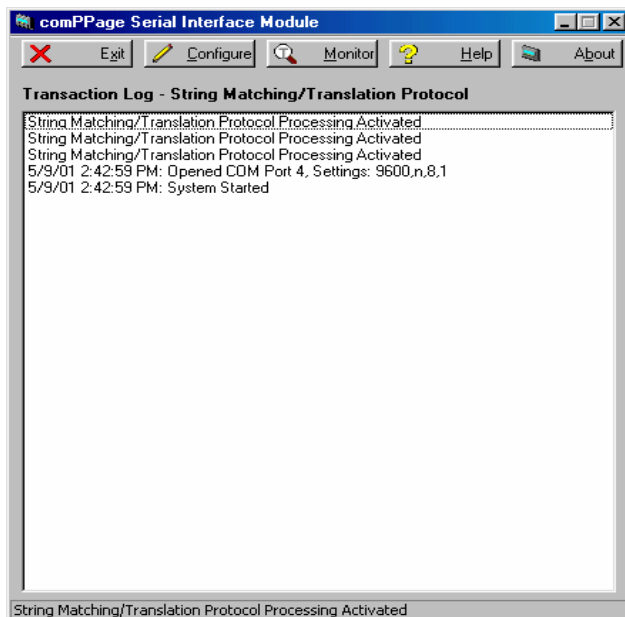 comPPage Serial Interface Module
Exit Configure Monitor Help About
Transaction Log - String Matching/Translation Protocol
String Matching/Translation Protocol Processing Activated
String Matching/Translation Protocol Processing Activated
String Matching/Translation Protocol Processing Activated
5/9/01 2:42:59 PM: Opened COM Port 4, Settings: 9600,n,8,1
5/9/01 2:42:59 PM: System Started
String Matching/Translation Protocol Processing Activated